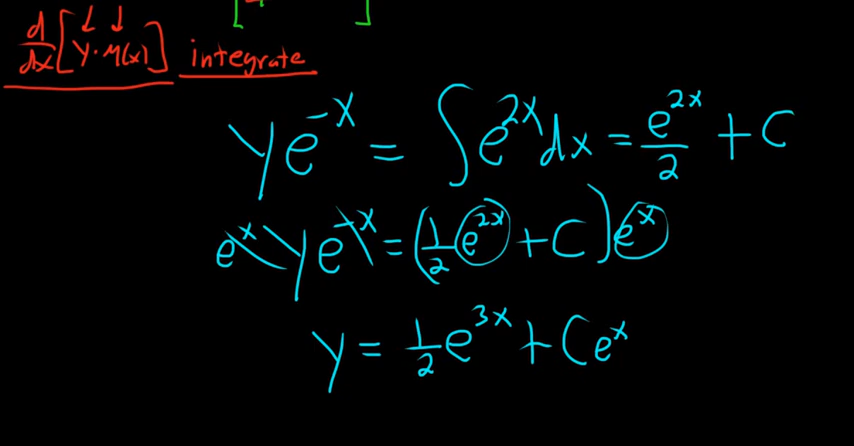 d/dx [y·μ(x)] integrate
ye^{-x} = ∫e^{2x}dx = e^{2x}/2 + C
e^x ye^{-x} = (1/2 e^{2x} + C)e^x
y = 1/2 e^{3x} + Ce^x